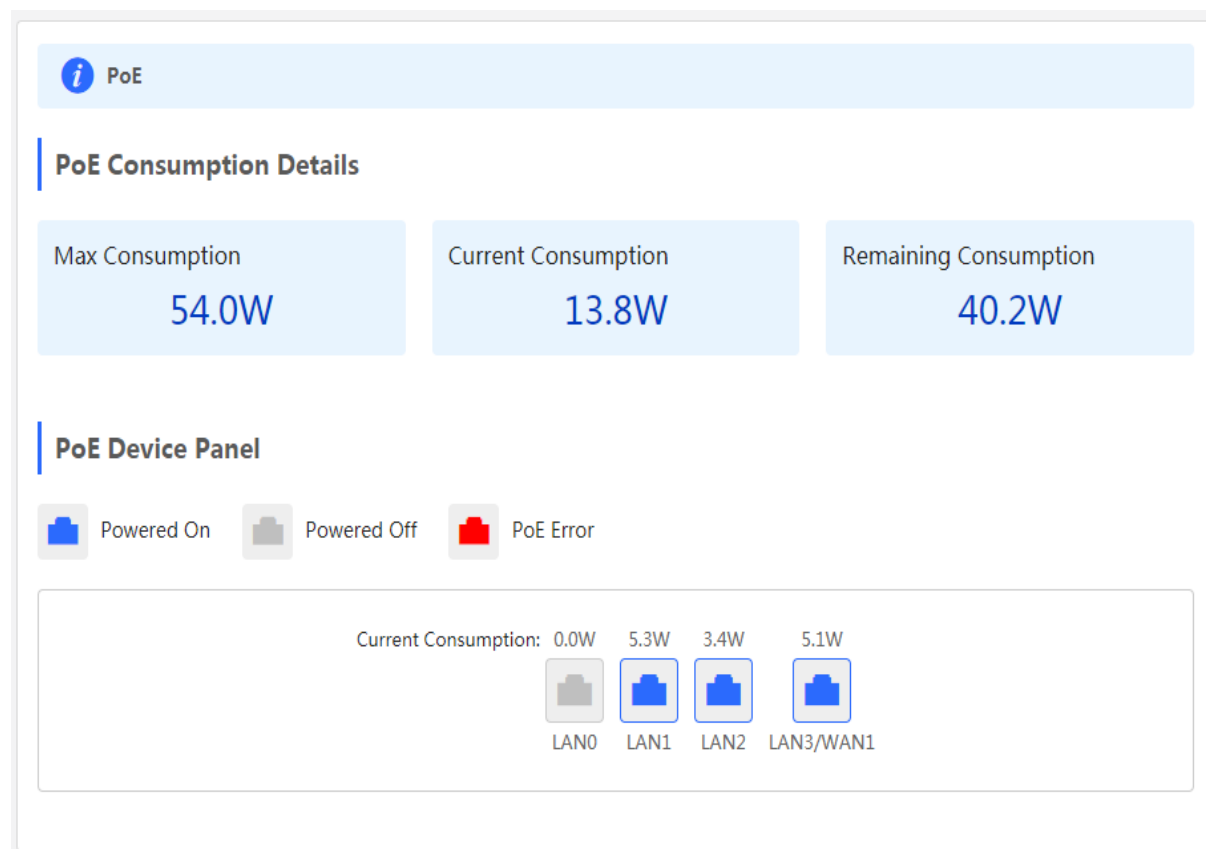 i PoE
PoE Consumption Details
Max Consumption Current Consumption Remaining Consumption
54.0W 13.8W 40.2W
PoE Device Panel
Powered On Powered Off PoE Error
Current Consumption: 0.0W 5.3W 3.4W 5.1W
LAN0 LAN1 LAN2 LAN3/WAN1